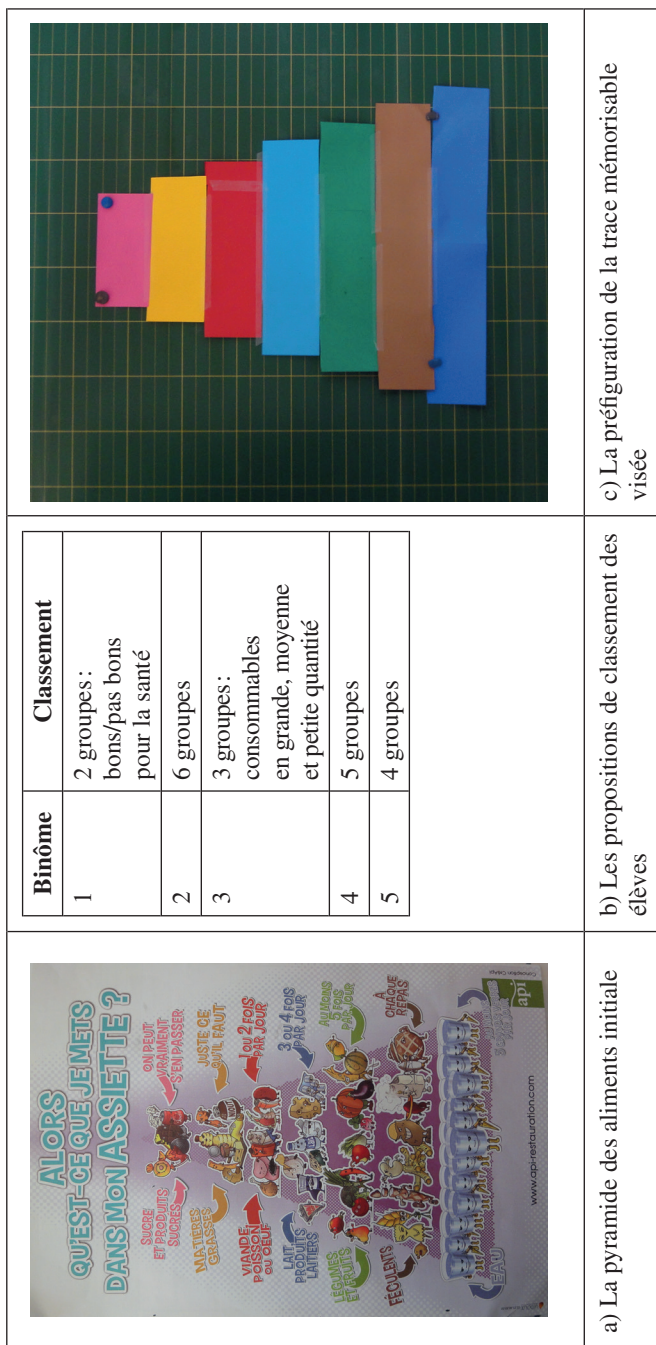 ALORS
QU'EST-CE QUE JE METS
DANS MON ASSIETTE ?
SUCRE
ET PRODUITS
SUCRÉS
ON PEUT
VRAIMENT
S'EN PASSER
MATIÈRES
GRASSES
JUSTE CE
QU'IL FAUT
VIANDE,
POISSON
OU OEUF
1 OU 2 FOIS
PAR JOUR
LAIT,
PRODUITS
LAITIERS
3 OU 4 FOIS
PAR JOUR
LÉGUMES
ET FRUITS
AU MOINS
5 FOIS
PAR JOUR
FÉCULENTS
À
CHAQUE
REPAS
EAU
www.api-restauration.com
api
a) La pyramide des aliments initiale
Binôme Classement
1 2 groupes :
bons/pas bons
pour la santé
2 6 groupes
3 3 groupes :
consommables
en grande, moyenne
et petite quantité
4 5 groupes
5 4 groupes
b) Les propositions de classement des
élèves
c) La préfiguration de la trace mémorisable
visée